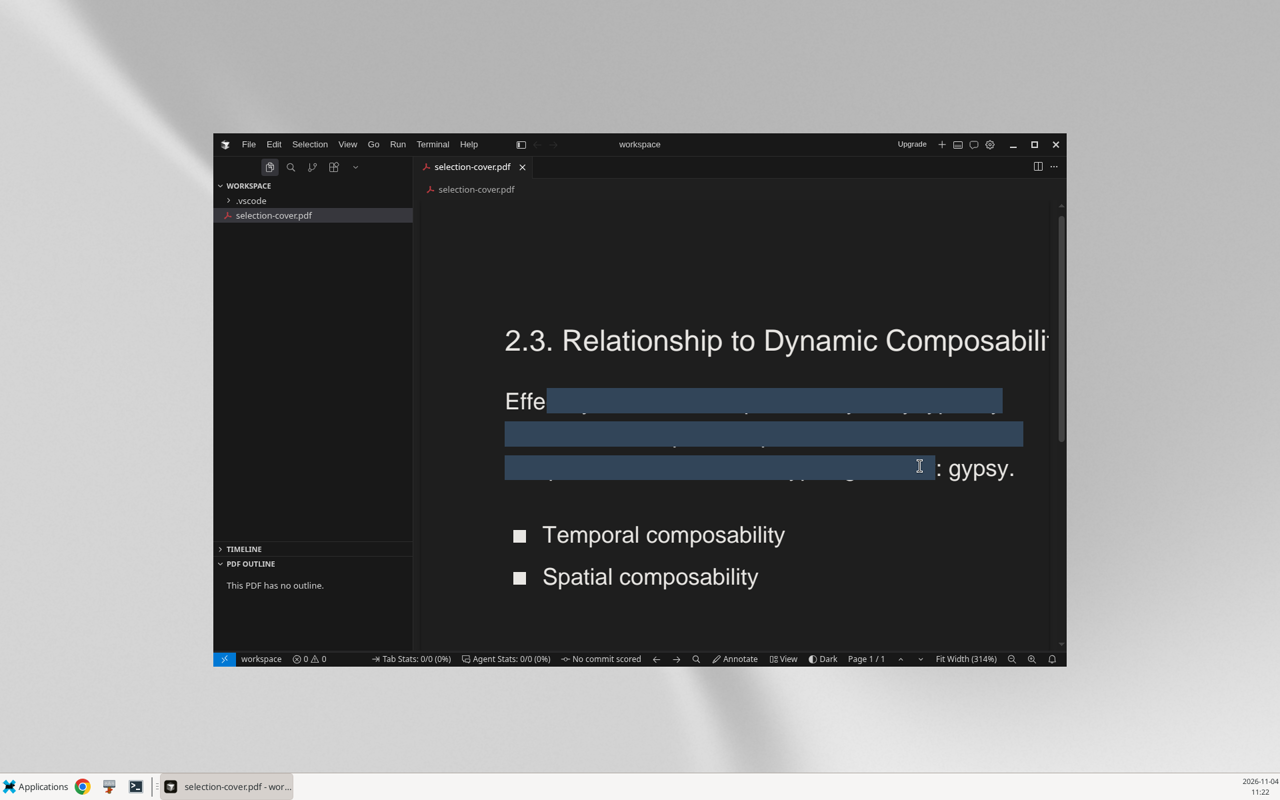 File Edit Selection View Go Run Terminal Help
workspace
Upgrade
WORKSPACE
.vscode
selection-cover.pdf
TIMELINE
PDF OUTLINE
This PDF has no outline.
selection-cover.pdf
selection-cover.pdf
2.3. Relationship to Dynamic Composabili
Effe
: gypsy.
Temporal composability
Spatial composability
workspace 0 0 Tab Stats: 0/0 (0%) Agent Stats: 0/0 (0%) No commit scored Annotate View Dark Page 1 / 1 Fit Width (314%)
Applications selection-cover.pdf - wor...
2026-11-04
11:22